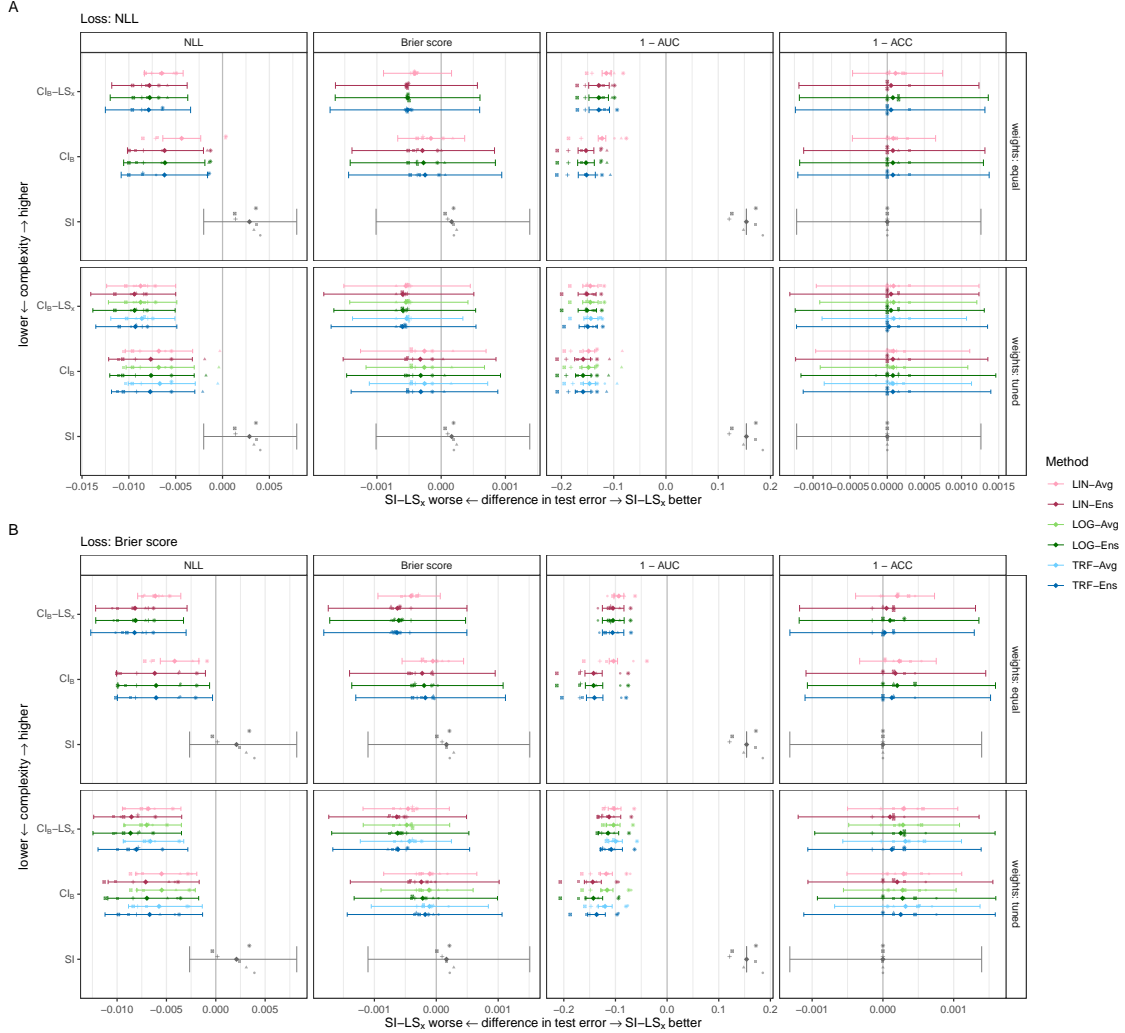 A
Loss: NLL
NLL
Brier score
1 − AUC
1 − ACC
CI_B−LS_x
CI_B
SI
weights: equal
CI_B−LS_x
CI_B
SI
weights: tuned
lower ← complexity → higher
−0.015 −0.010 −0.005 0.000 0.005
−0.001 0.000 0.001
−0.2 −0.1 0.0 0.1 0.2
−0.0010 −0.0005 0.0000 0.0005 0.0010 0.0015
SI−LS_x worse ← difference in test error → SI−LS_x better
Method
LIN−Avg
LIN−Ens
LOG−Avg
LOG−Ens
TRF−Avg
TRF−Ens
B
Loss: Brier score
NLL
Brier score
1 − AUC
1 − ACC
CI_B−LS_x
CI_B
SI
weights: equal
CI_B−LS_x
CI_B
SI
weights: tuned
lower ← complexity → higher
−0.010 −0.005 0.000 0.005
−0.001 0.000 0.001
−0.2 −0.1 0.0 0.1 0.2
−0.001 0.000 0.001
SI−LS_x worse ← difference in test error → SI−LS_x better